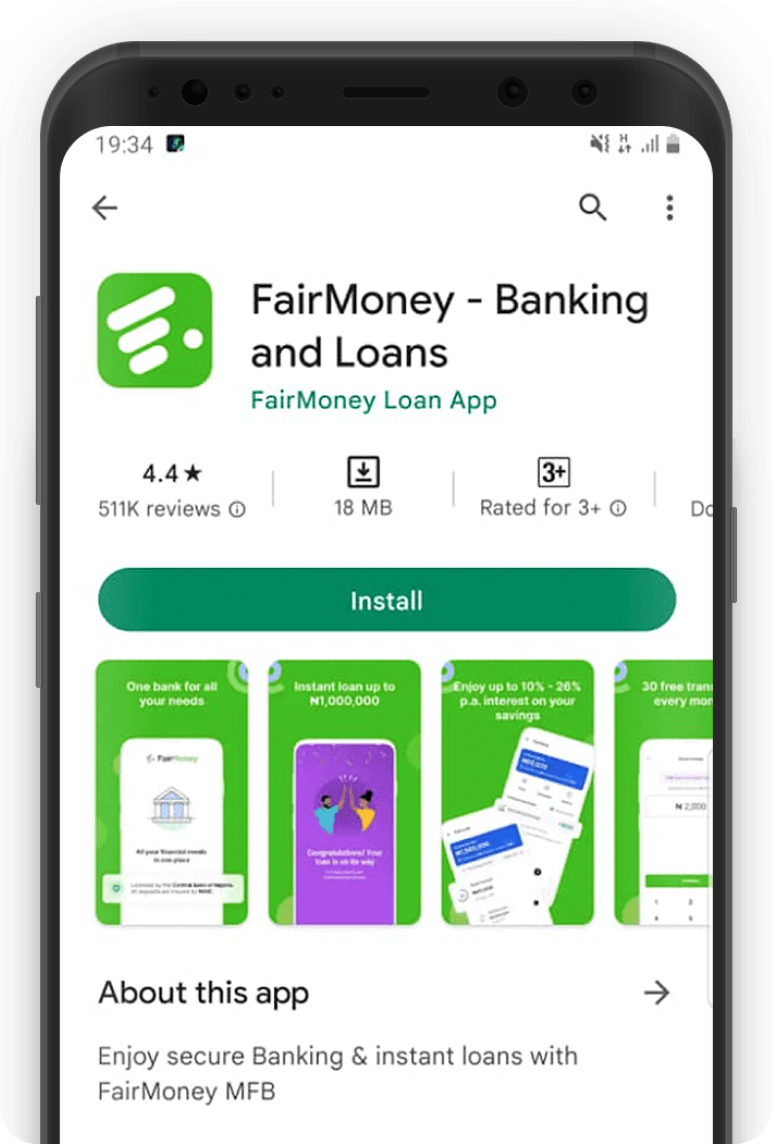 19:34
FairMoney - Banking
and Loans
FairMoney Loan App
4.4★
511K reviews
18 MB
3+
Rated for 3+
Do
Install
One bank for all
your needs
FairMoney
All your financial needs
in one place
Licensed by the Central Bank of Nigeria.
All deposits are insured by NDIC.
Instant loan up to
₦1,000,000
Congratulations! Your
loan is on its way
Enjoy up to 10% - 26%
p.a. interest on your
savings
30 free tran
every mon
₦ 2,000
About this app
Enjoy secure Banking & instant loans with
FairMoney MFB